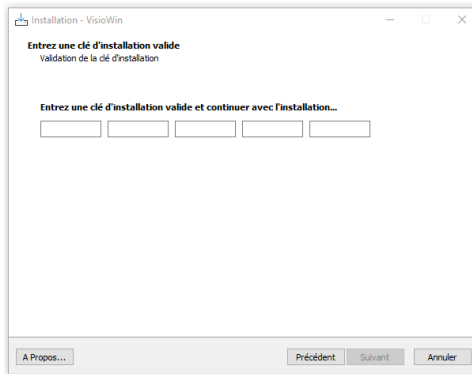 Installation - VisioWin
Entrez une clé d'installation valide
Validation de la clé d'installation
Entrez une clé d'installation valide et continuer avec l'installation...
A Propos...
Précédent
Suivant
Annuler